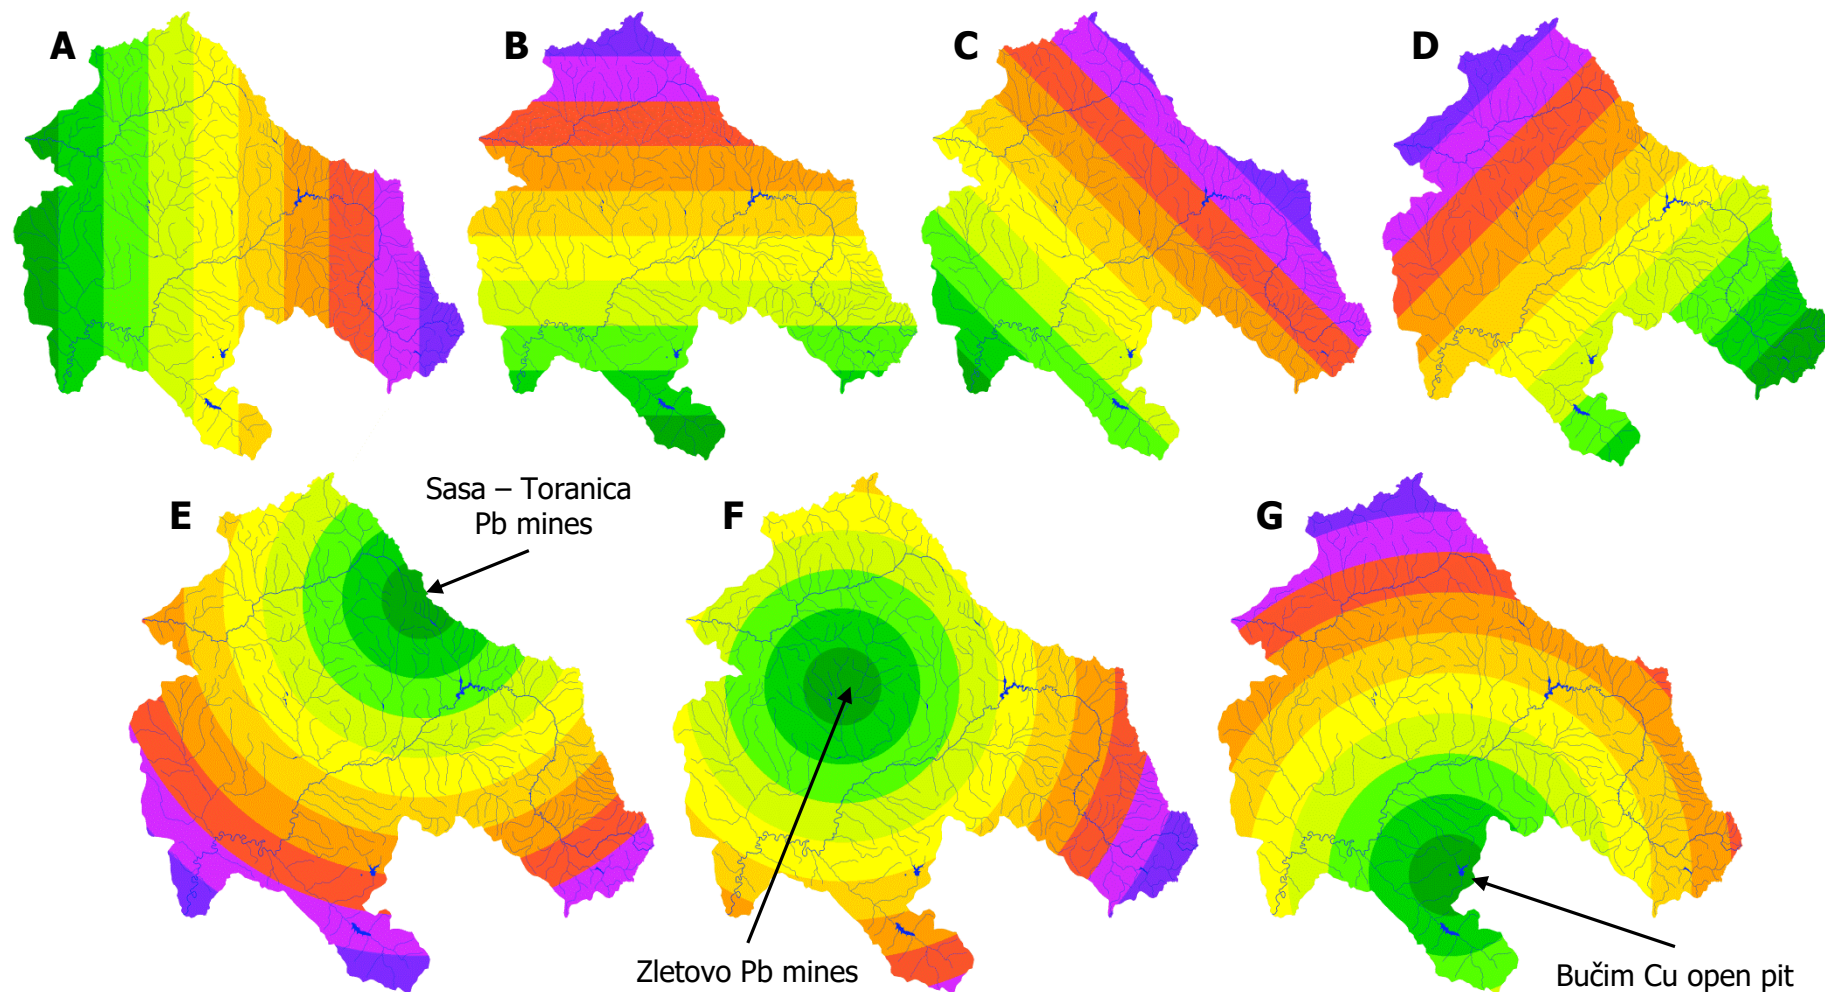 A
B
C
D
Sasa – Toranica
Pb mines
E
F
G
Zletovo Pb mines
Bučim Cu open pit